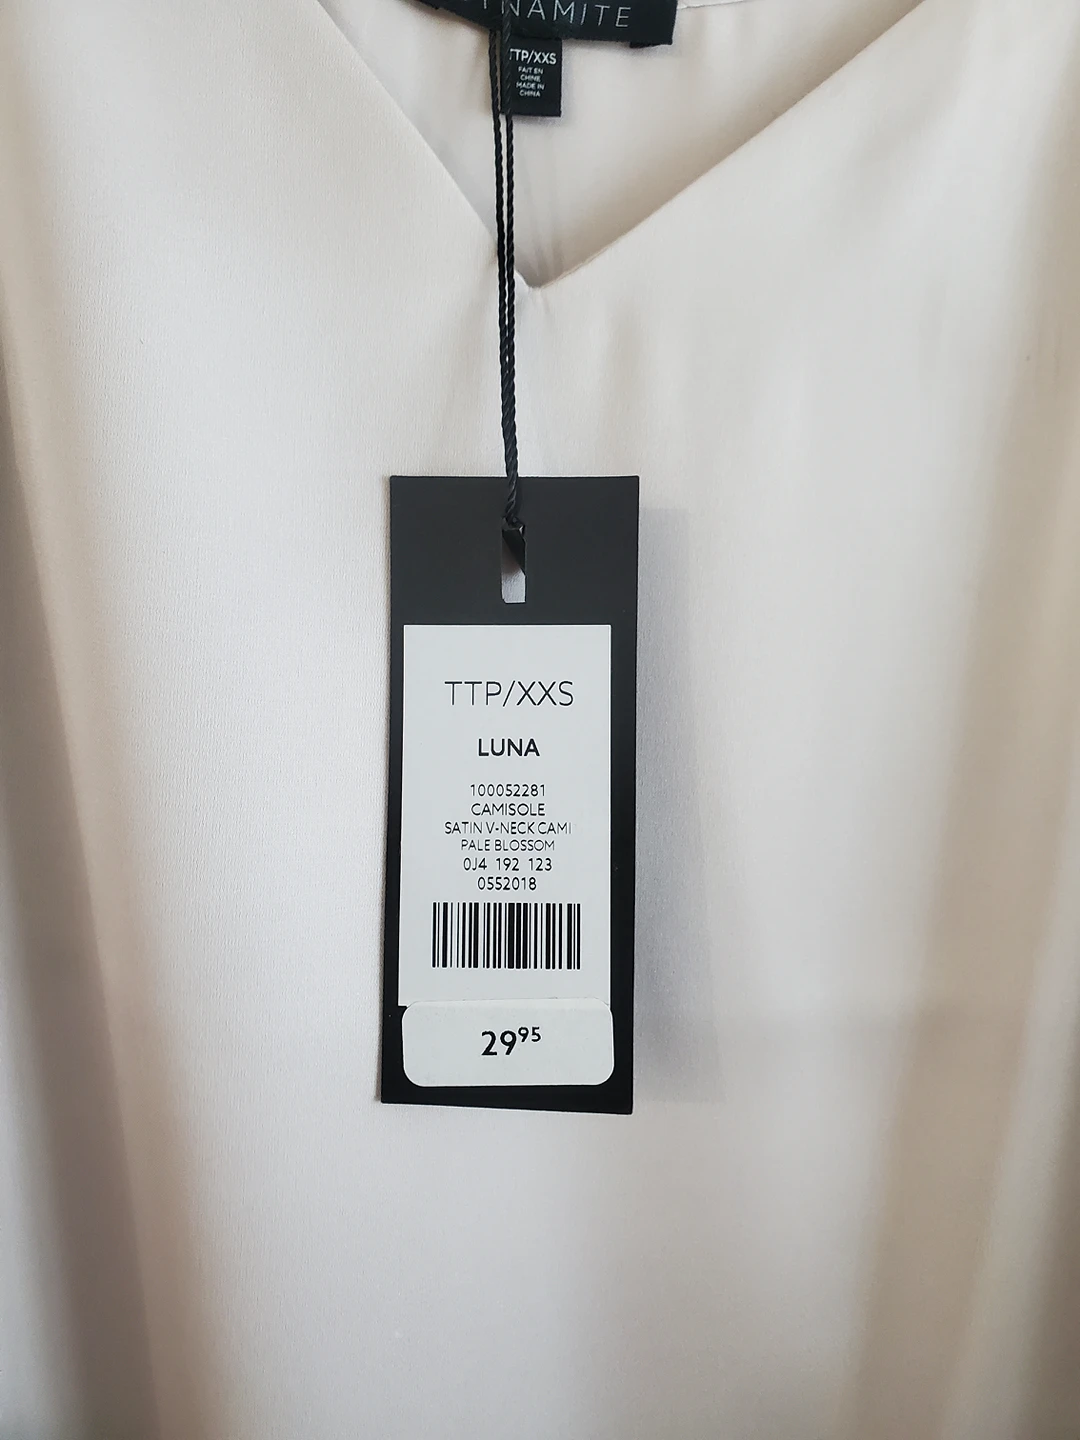 DYNAMITE
TTP/XXS
FAIT EN
CHINE
MADE IN
CHINA
TTP/XXS
LUNA
100052281
CAMISOLE
SATIN V-NECK CAMI
PALE BLOSSOM
0J4 192 123
0552018
29⁹⁵